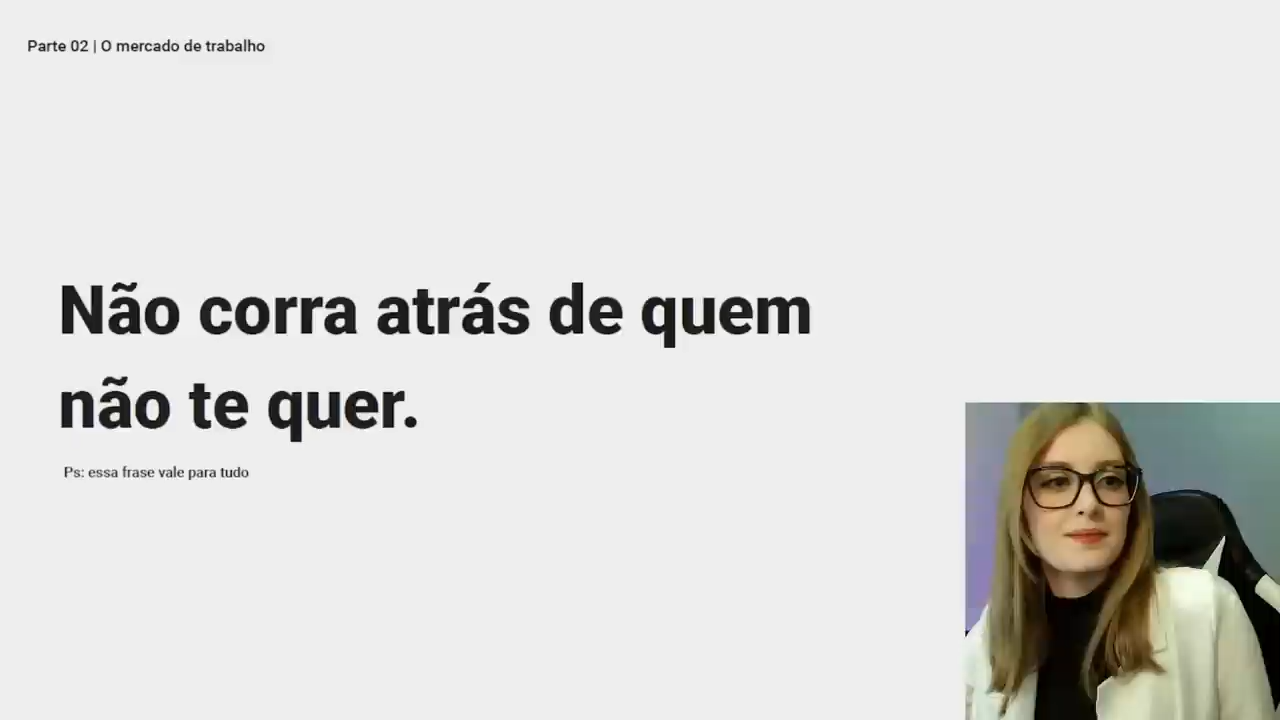 Parte 02 | O mercado de trabalho
Não corra atrás de quem
não te quer.
Ps: essa frase vale para tudo